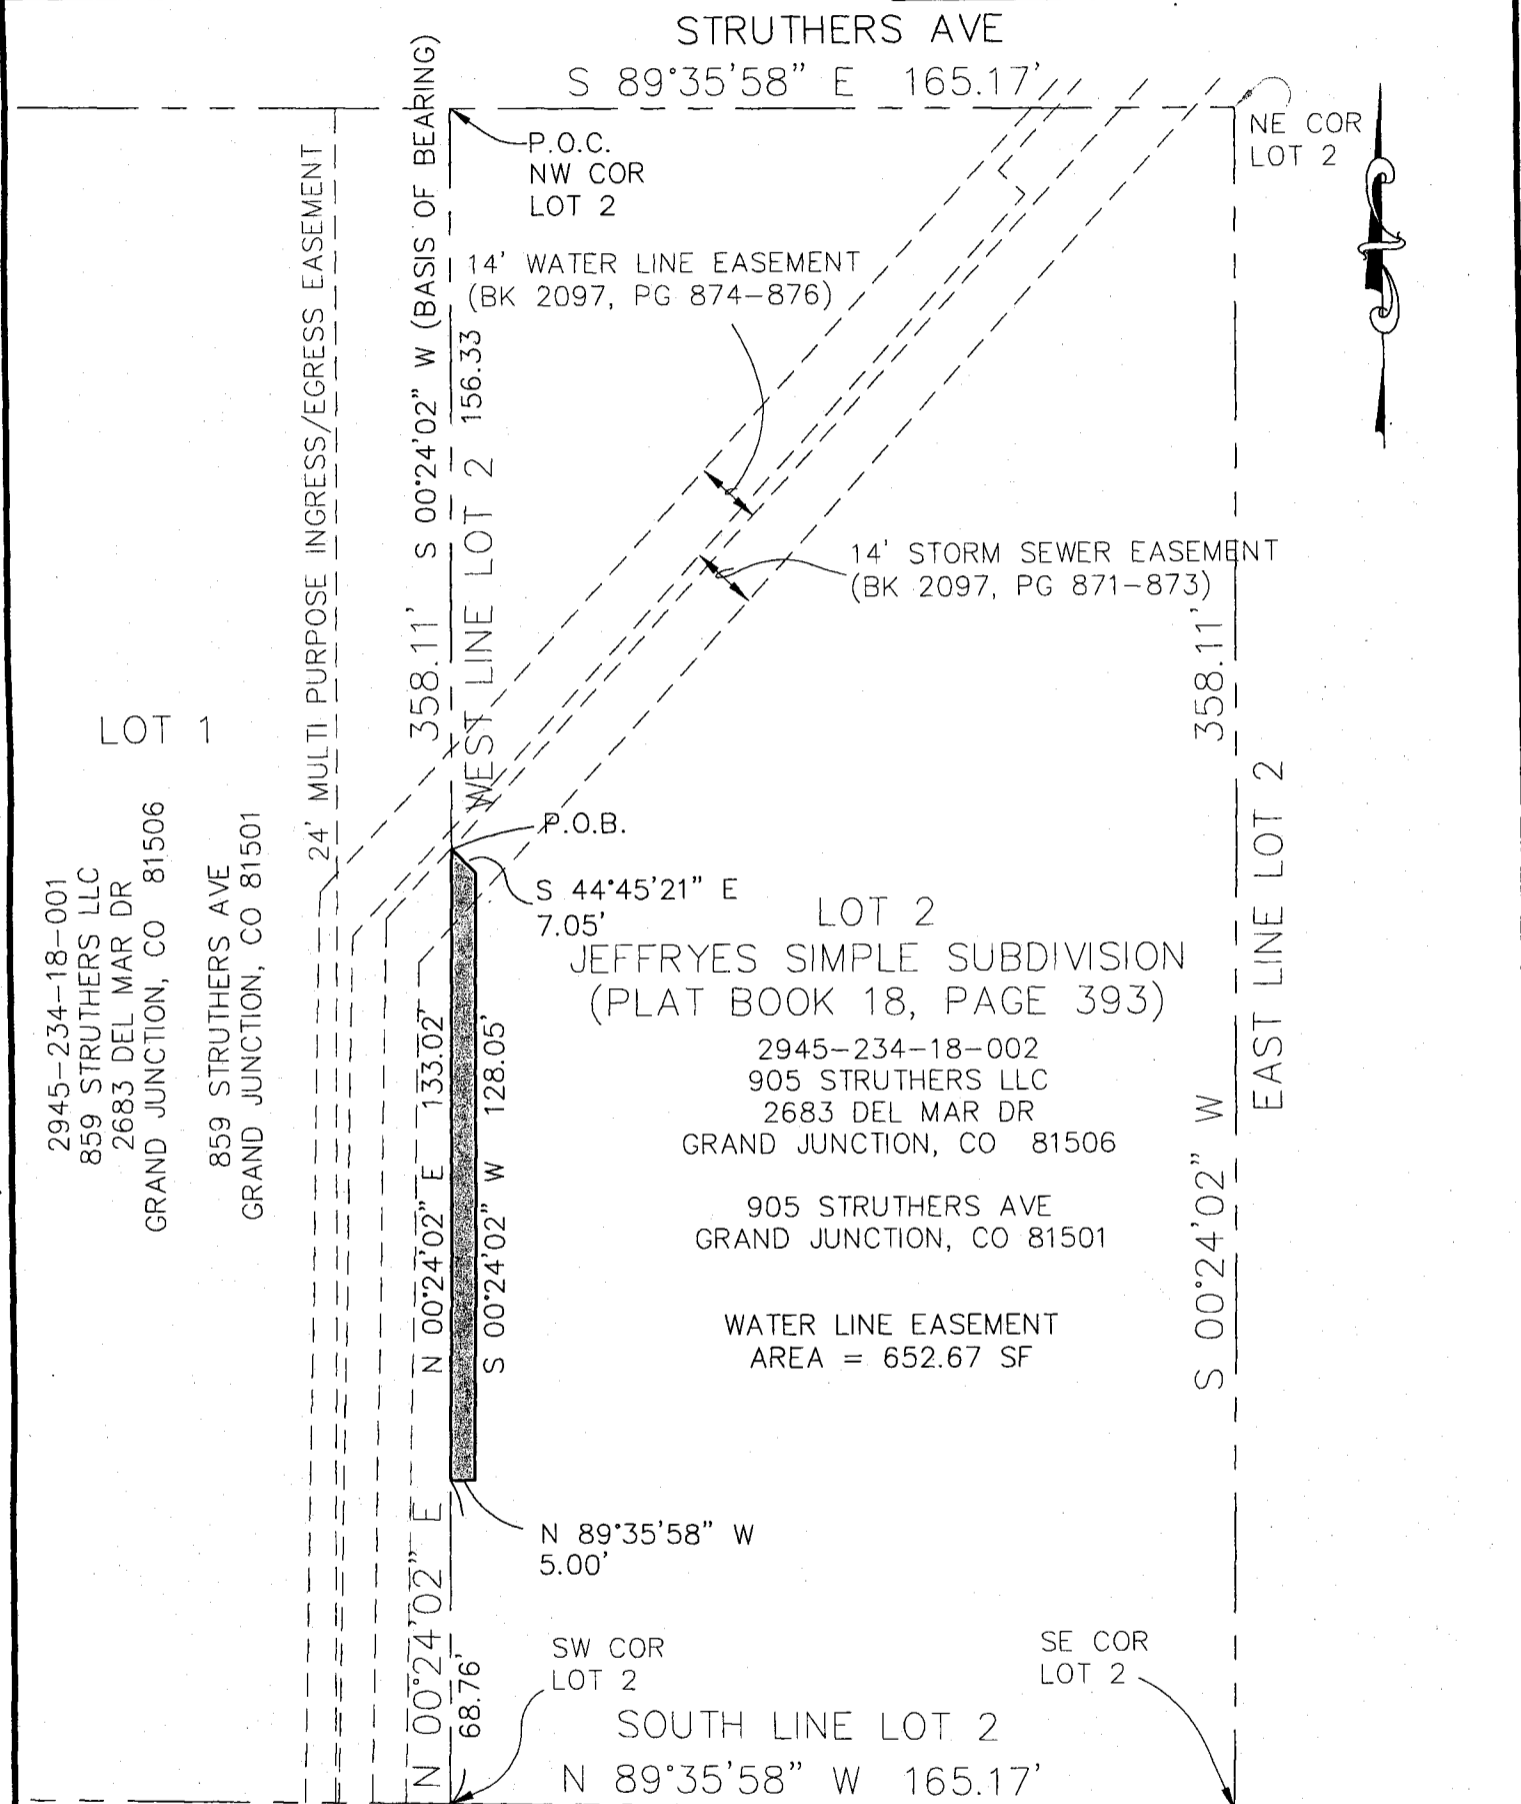 STRUTHERS AVE
S 89°35'58" E 165.17'
P.O.C.
NW COR
LOT 2
NE COR
LOT 2
S 00°24'02" W (BASIS OF BEARING)
358.11'
156.33
WEST LINE LOT 2
24' MULTI PURPOSE INGRESS/EGRESS EASEMENT
14' WATER LINE EASEMENT
(BK 2097, PG 874-876)
14' STORM SEWER EASEMENT
(BK 2097, PG 871-873)
358.11'
S 00°24'02" W
EAST LINE LOT 2
LOT 1
2945-234-18-001
859 STRUTHERS LLC
2683 DEL MAR DR
GRAND JUNCTION, CO 81506
859 STRUTHERS AVE
GRAND JUNCTION, CO 81501
P.O.B.
S 44°45'21" E
7.05'
LOT 2
JEFFRYES SIMPLE SUBDIVISION
(PLAT BOOK 18, PAGE 393)
2945-234-18-002
905 STRUTHERS LLC
2683 DEL MAR DR
GRAND JUNCTION, CO 81506
905 STRUTHERS AVE
GRAND JUNCTION, CO 81501
WATER LINE EASEMENT
AREA = 652.67 SF
N 00°24'02" E 133.02'
S 00°24'02" W 128.05'
N 89°35'58" W
5.00'
N 00°24'02" E
68.76'
SW COR
LOT 2
SE COR
LOT 2
SOUTH LINE LOT 2
N 89°35'58" W 165.17'